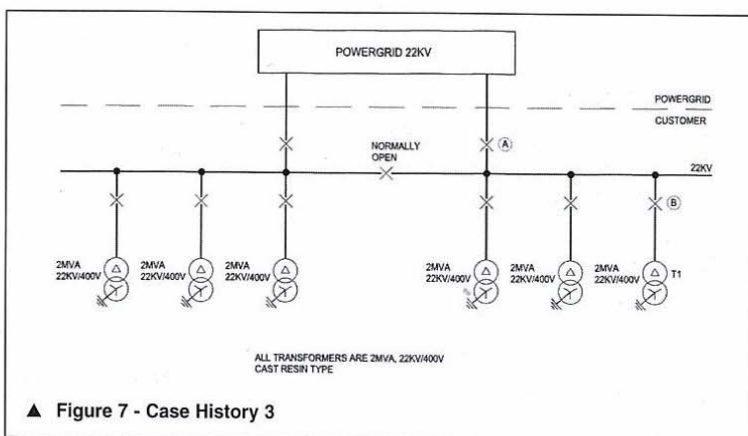 POWERGRID 22KV
POWERGRID
CUSTOMER
NORMALLY
OPEN
A
22KV
B
2MVA
22KV/400V
2MVA
22KV/400V
2MVA
22KV/400V
2MVA
22KV/400V
2MVA
22KV/400V
2MVA
22KV/400V
T1
ALL TRANSFORMERS ARE 2MVA, 22KV/400V
CAST RESIN TYPE
▲ Figure 7 - Case History 3